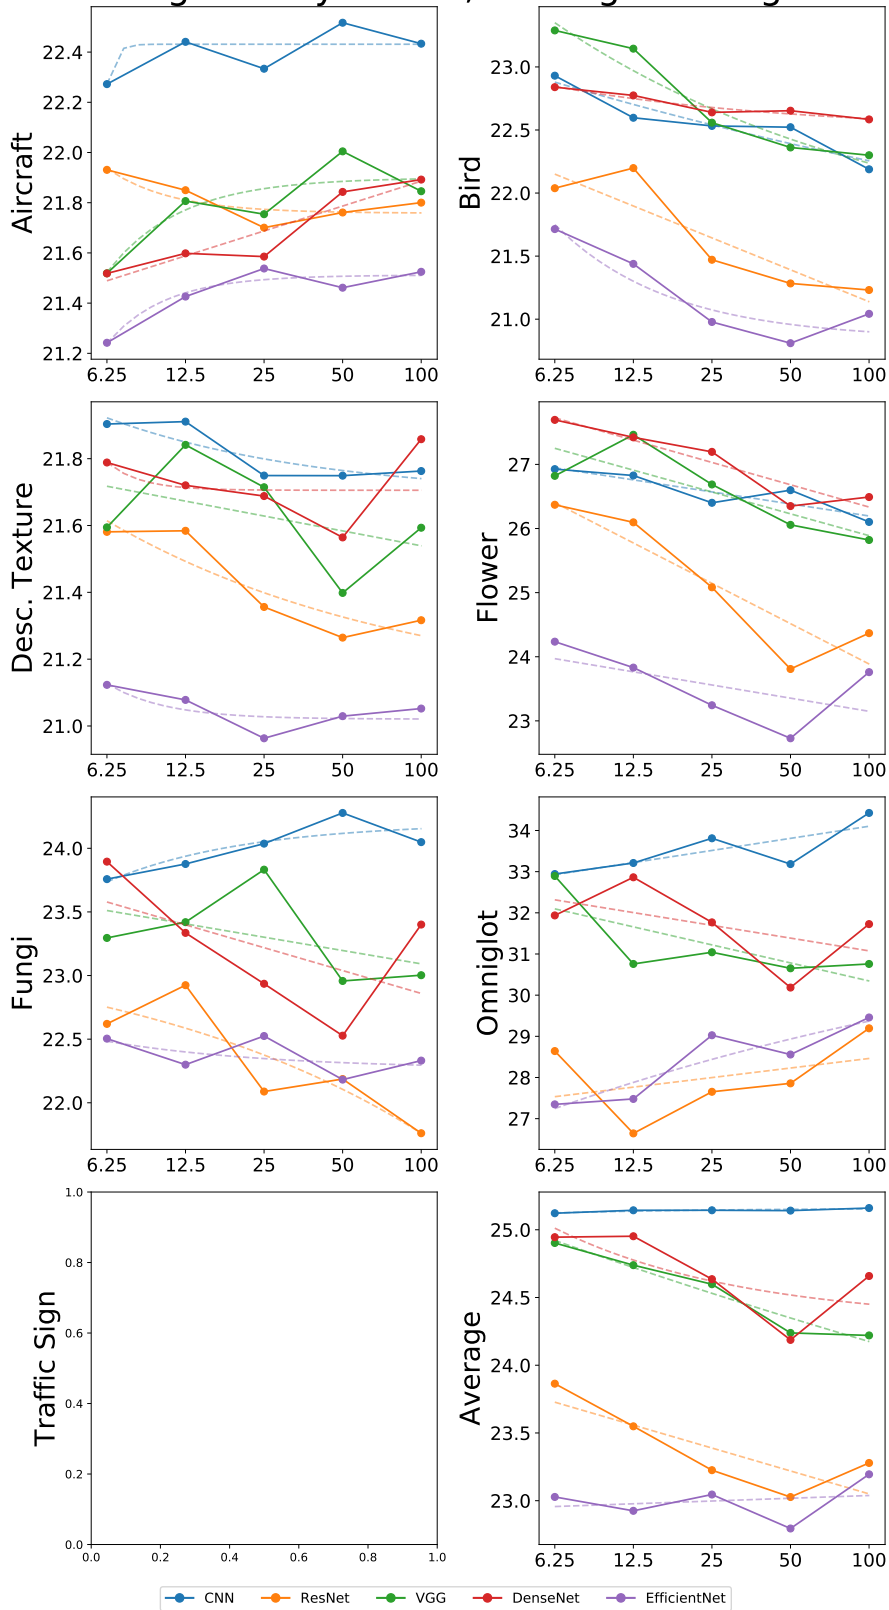 Aircraft
22.4
22.2
22.0
21.8
21.6
21.4
21.2
6.25 12.5 25 50 100
Bird
23.0
22.5
22.0
21.5
21.0
6.25 12.5 25 50 100
Desc. Texture
21.8
21.6
21.4
21.2
21.0
6.25 12.5 25 50 100
Flower
27
26
25
24
23
6.25 12.5 25 50 100
Fungi
24.0
23.5
23.0
22.5
22.0
6.25 12.5 25 50 100
Omniglot
34
33
32
31
30
29
28
27
6.25 12.5 25 50 100
Traffic Sign
1.0
0.8
0.6
0.4
0.2
0.0
0.0 0.2 0.4 0.6 0.8 1.0
Average
25.0
24.5
24.0
23.5
23.0
6.25 12.5 25 50 100
CNN ResNet VGG DenseNet EfficientNet